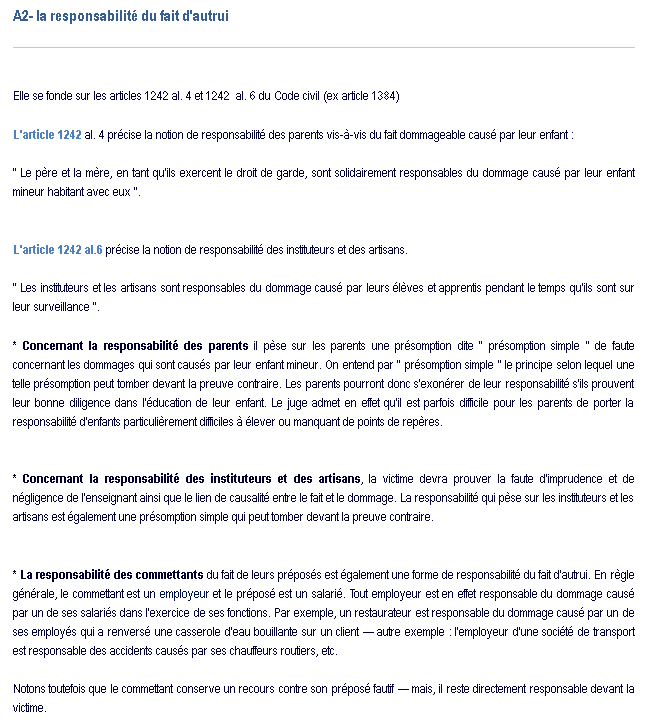 A2- la responsabilité du fait d'autrui
Elle se fonde sur les articles 1242 al. 4 et 1242 al. 6 du Code civil (ex article 1384)
L'article 1242 al. 4 précise la notion de responsabilité des parents vis-à-vis du fait dommageable causé par leur enfant :
" Le père et la mère, en tant qu'ils exercent le droit de garde, sont solidairement responsables du dommage causé par leur enfant
mineur habitant avec eux ".
L'article 1242 al.6 précise la notion de responsabilité des instituteurs et des artisans.
" Les instituteurs et les artisans sont responsables du dommage causé par leurs élèves et apprentis pendant le temps qu'ils sont sur
leur surveillance ".
* Concernant la responsabilité des parents il pèse sur les parents une présomption dite " présomption simple " de faute
concernant les dommages qui sont causés par leur enfant mineur. On entend par " présomption simple " le principe selon lequel une
telle présomption peut tomber devant la preuve contraire. Les parents pourront donc s'exonérer de leur responsabilité s'ils prouvent
leur bonne diligence dans l'éducation de leur enfant. Le juge admet en effet qu'il est parfois difficile pour les parents de porter la
responsabilité d'enfants particulièrement difficiles à élever ou manquant de points de repères.
* Concernant la responsabilité des instituteurs et des artisans, la victime devra prouver la faute d'imprudence et de
négligence de l'enseignant ainsi que le lien de causalité entre le fait et le dommage. La responsabilité qui pèse sur les instituteurs et les
artisans est également une présomption simple qui peut tomber devant la preuve contraire.
* La responsabilité des commettants du fait de leurs préposés est également une forme de responsabilité du fait d'autrui. En règle
générale, le commettant est un employeur et le préposé est un salarié. Tout employeur est en effet responsable du dommage causé
par un de ses salariés dans l'exercice de ses fonctions. Par exemple, un restaurateur est responsable du dommage causé par un de
ses employés qui a renversé une casserole d'eau bouillante sur un client — autre exemple : l'employeur d'une société de transport
est responsable des accidents causés par ses chauffeurs routiers, etc.
Notons toutefois que le commettant conserve un recours contre son préposé fautif — mais, il reste directement responsable devant la
victime.